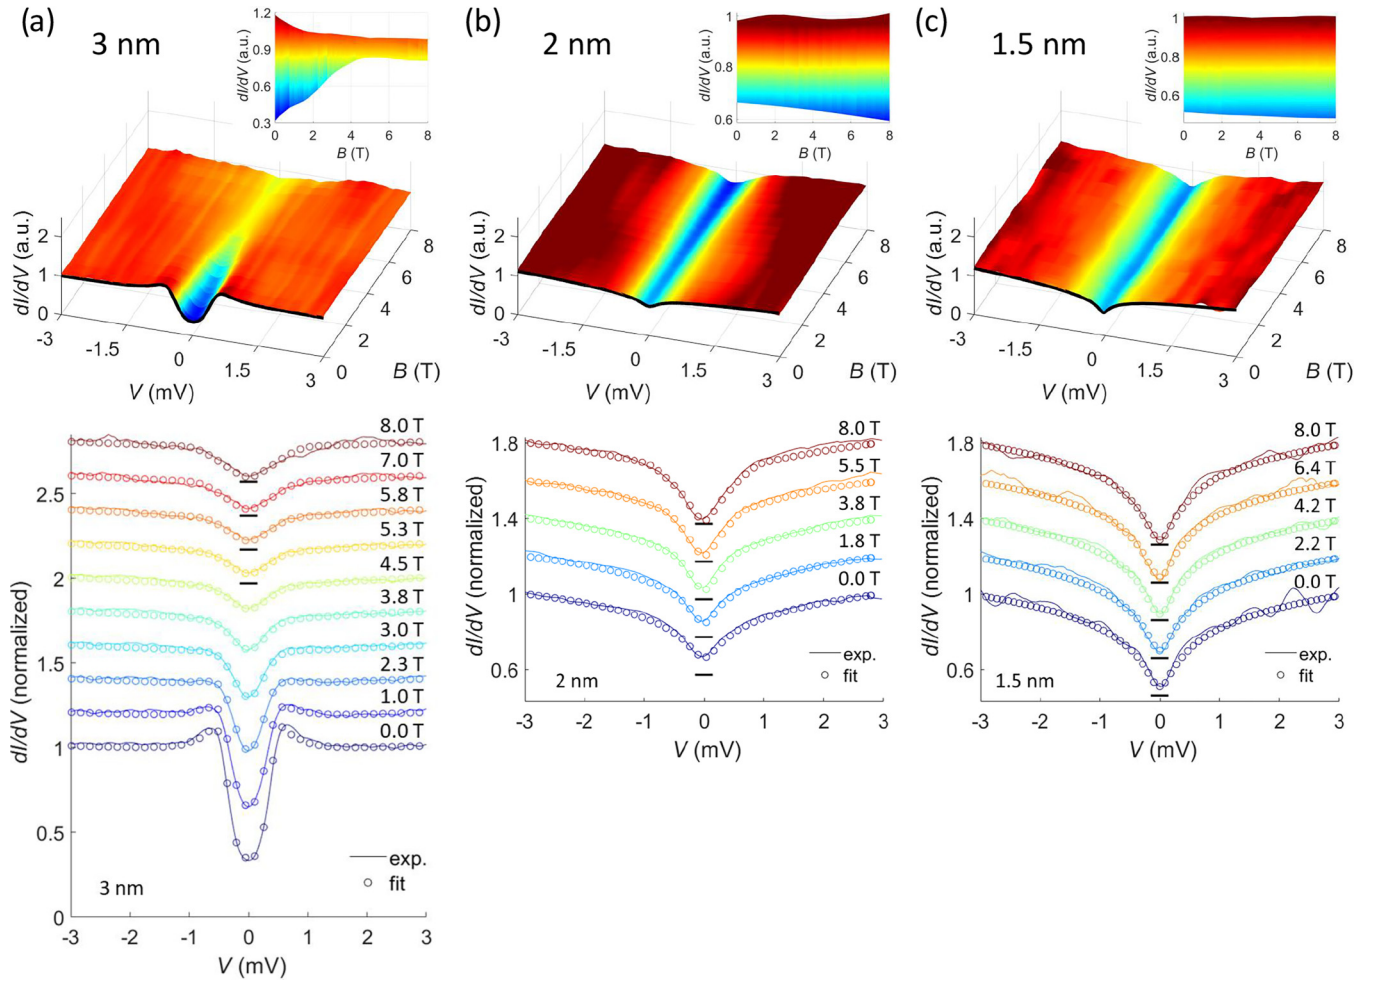 (a)
3 nm
dI/dV (a.u.)
1.2
0.9
0.6
0.3
0
2
4
6
8
B (T)
dI/dV (a.u.)
2
1
0
-3
-1.5
0
1.5
3
V (mV)
0
2
4
6
8
B (T)
(b)
2 nm
dI/dV (a.u.)
1
0.8
0.6
0
2
4
6
8
B (T)
dI/dV (a.u.)
2
1
0
-3
-1.5
0
1.5
3
V (mV)
0
2
4
6
8
B (T)
(c)
1.5 nm
dI/dV (a.u.)
1
0.8
0.6
0
2
4
6
8
B (T)
dI/dV (a.u.)
2
1
0
-3
-1.5
0
1.5
3
V (mV)
0
2
4
6
8
B (T)
dI/dV (normalized)
2.5
2
1.5
1
0.5
0
8.0 T
7.0 T
5.8 T
5.3 T
4.5 T
3.8 T
3.0 T
2.3 T
1.0 T
0.0 T
exp.
fit
3 nm
-3
-2
-1
0
1
2
3
V (mV)
dI/dV (normalized)
1.8
1.4
1
0.6
8.0 T
5.5 T
3.8 T
1.8 T
0.0 T
exp.
fit
2 nm
-3
-2
-1
0
1
2
3
V (mV)
dI/dV (normalized)
1.8
1.4
1
0.6
8.0 T
6.4 T
4.2 T
2.2 T
0.0 T
exp.
fit
1.5 nm
-3
-2
-1
0
1
2
3
V (mV)